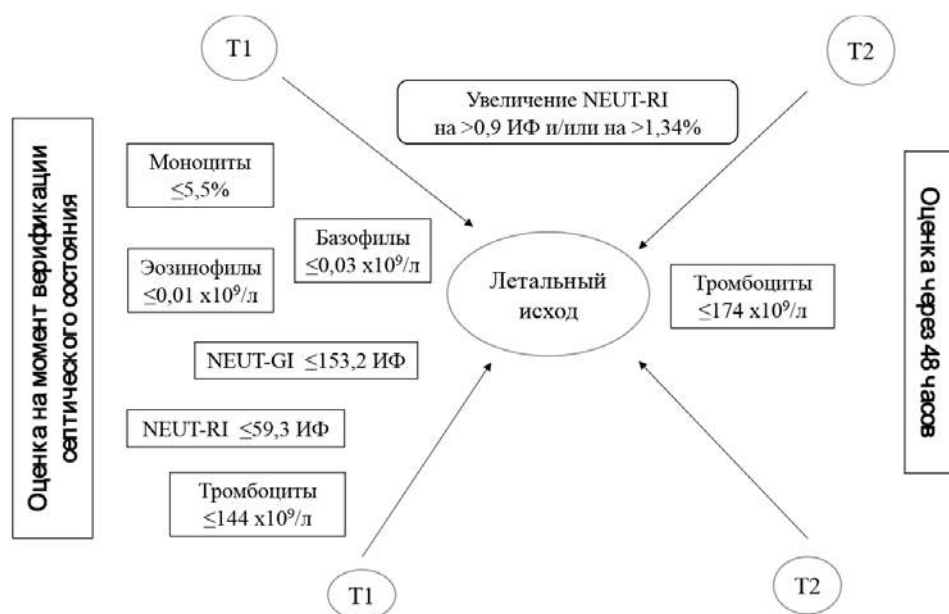 T1
T2
Увеличение NEUT-RI
на >0,9 ИФ и/или на >1,34%
Оценка на момент верификации
септического состояния
Моноциты
≤5,5%
Базофилы
≤0,03 x10⁹/л
Эозинофилы
≤0,01 x10⁹/л
Летальный
исход
Тромбоциты
≤174 x10⁹/л
Оценка через 48 часов
NEUT-GI ≤153,2 ИФ
NEUT-RI ≤59,3 ИФ
Тромбоциты
≤144 x10⁹/л
T1
T2